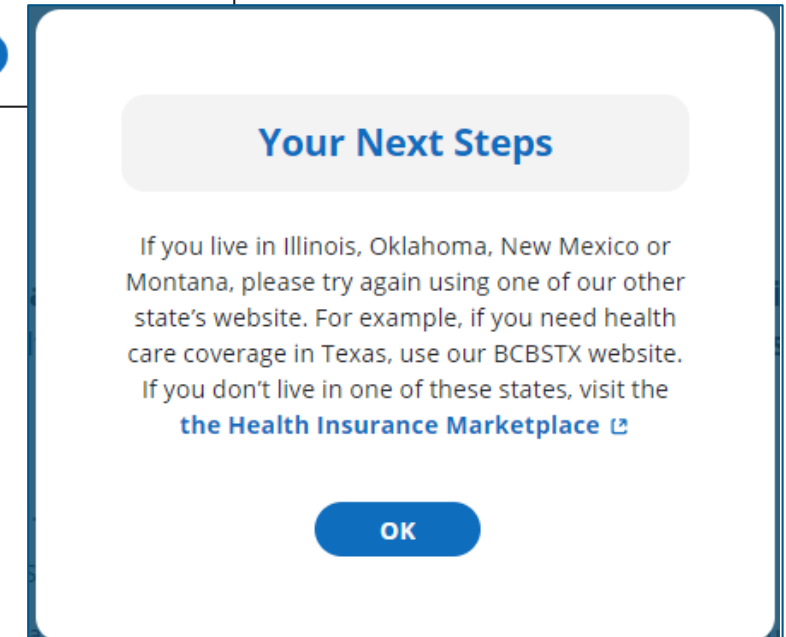 Your Next Steps
If you live in Illinois, Oklahoma, New Mexico or
Montana, please try again using one of our other
state’s website. For example, if you need health
care coverage in Texas, use our BCBSTX website.
If you don’t live in one of these states, visit the
the Health Insurance Marketplace
OK